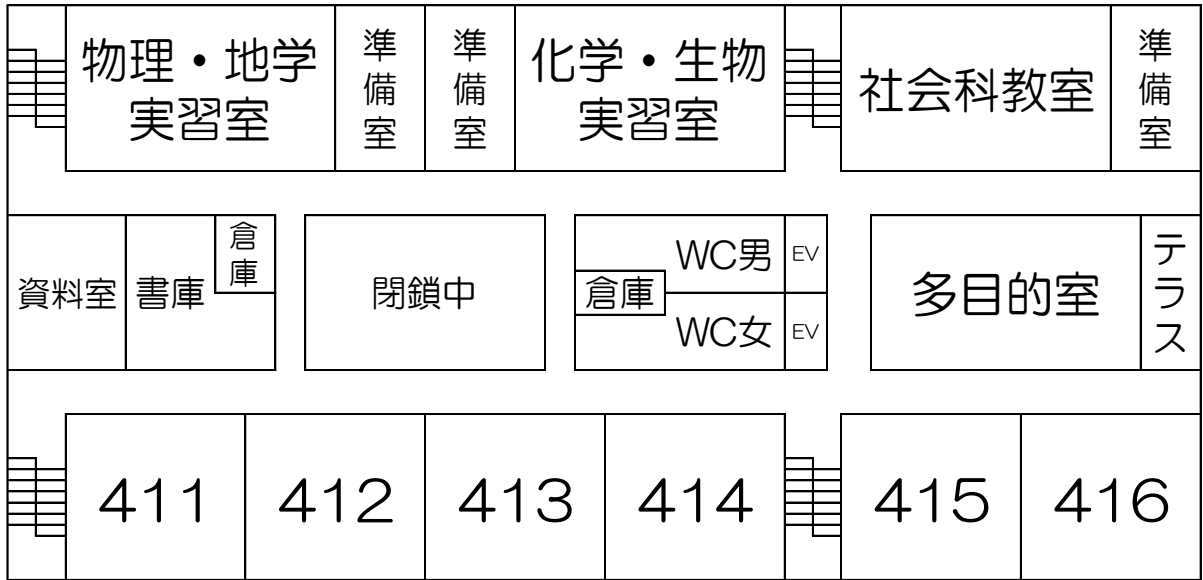 物理・地学
実習室
準備室
準備室
化学・生物
実習室
社会科教室
準備室
資料室
書庫
倉庫
閉鎖中
倉庫
WC男
EV
WC女
EV
多目的室
テラス
411
412
413
414
415
416